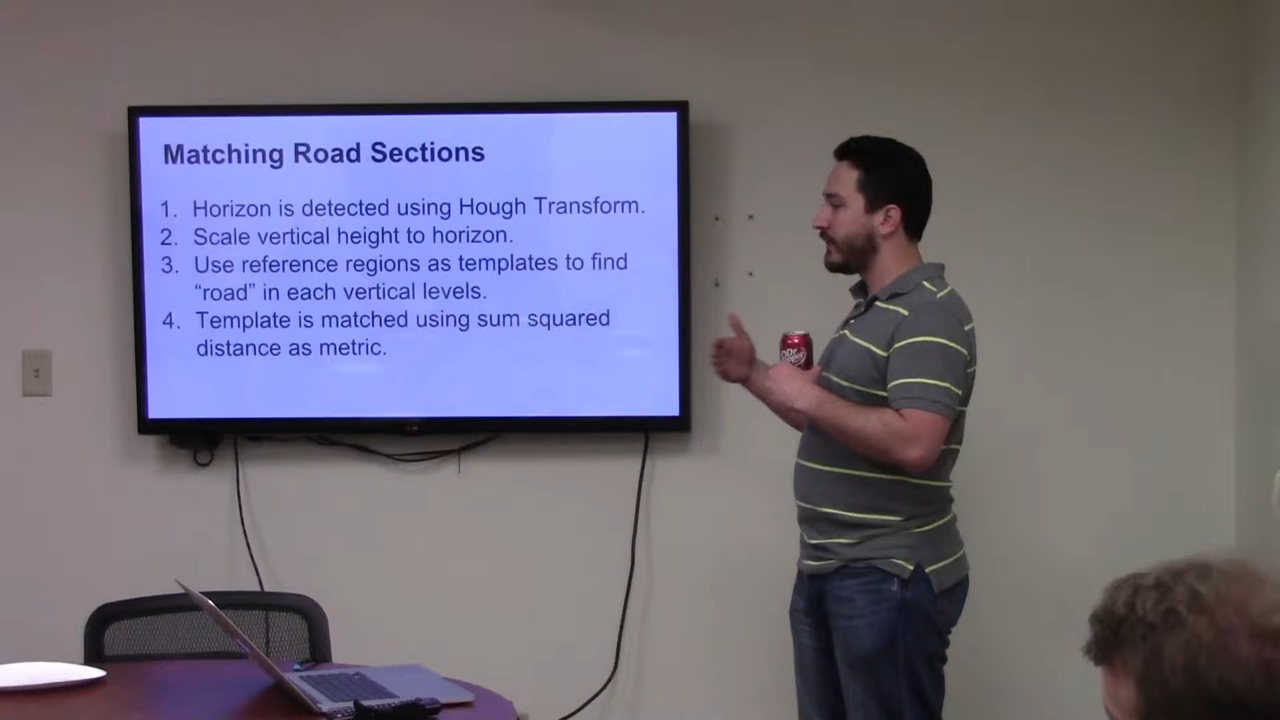 Matching Road Sections
1. Horizon is detected using Hough Transform.
2. Scale vertical height to horizon.
3. Use reference regions as templates to find
“road” in each vertical levels.
4. Template is matched using sum squared
distance as metric.
Dr
Pepper